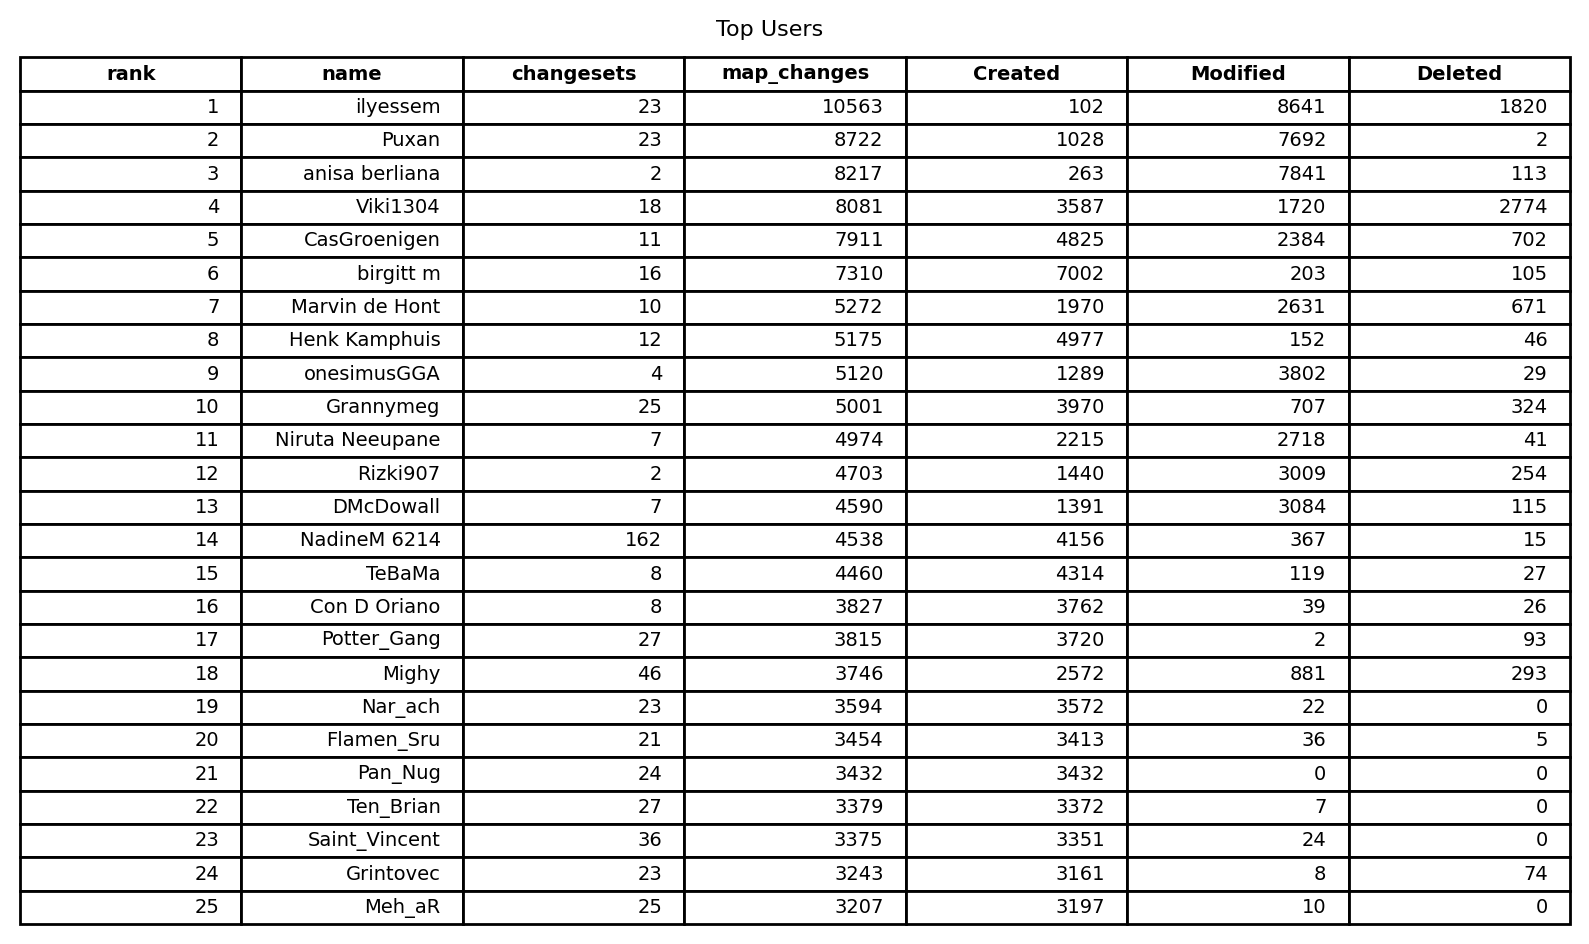 Top Users
rank name changesets map_changes Created Modified Deleted
1 ilyessem 23 10563 102 8641 1820
2 Puxan 23 8722 1028 7692 2
3 anisa berliana 2 8217 263 7841 113
4 Viki1304 18 8081 3587 1720 2774
5 CasGroenigen 11 7911 4825 2384 702
6 birgitt m 16 7310 7002 203 105
7 Marvin de Hont 10 5272 1970 2631 671
8 Henk Kamphuis 12 5175 4977 152 46
9 onesimusGGA 4 5120 1289 3802 29
10 Grannymeg 25 5001 3970 707 324
11 Niruta Neeupane 7 4974 2215 2718 41
12 Rizki907 2 4703 1440 3009 254
13 DMcDowall 7 4590 1391 3084 115
14 NadineM 6214 162 4538 4156 367 15
15 TeBaMa 8 4460 4314 119 27
16 Con D Oriano 8 3827 3762 39 26
17 Potter_Gang 27 3815 3720 2 93
18 Mighy 46 3746 2572 881 293
19 Nar_ach 23 3594 3572 22 0
20 Flamen_Sru 21 3454 3413 36 5
21 Pan_Nug 24 3432 3432 0 0
22 Ten_Brian 27 3379 3372 7 0
23 Saint_Vincent 36 3375 3351 24 0
24 Grintovec 23 3243 3161 8 74
25 Meh_aR 25 3207 3197 10 0